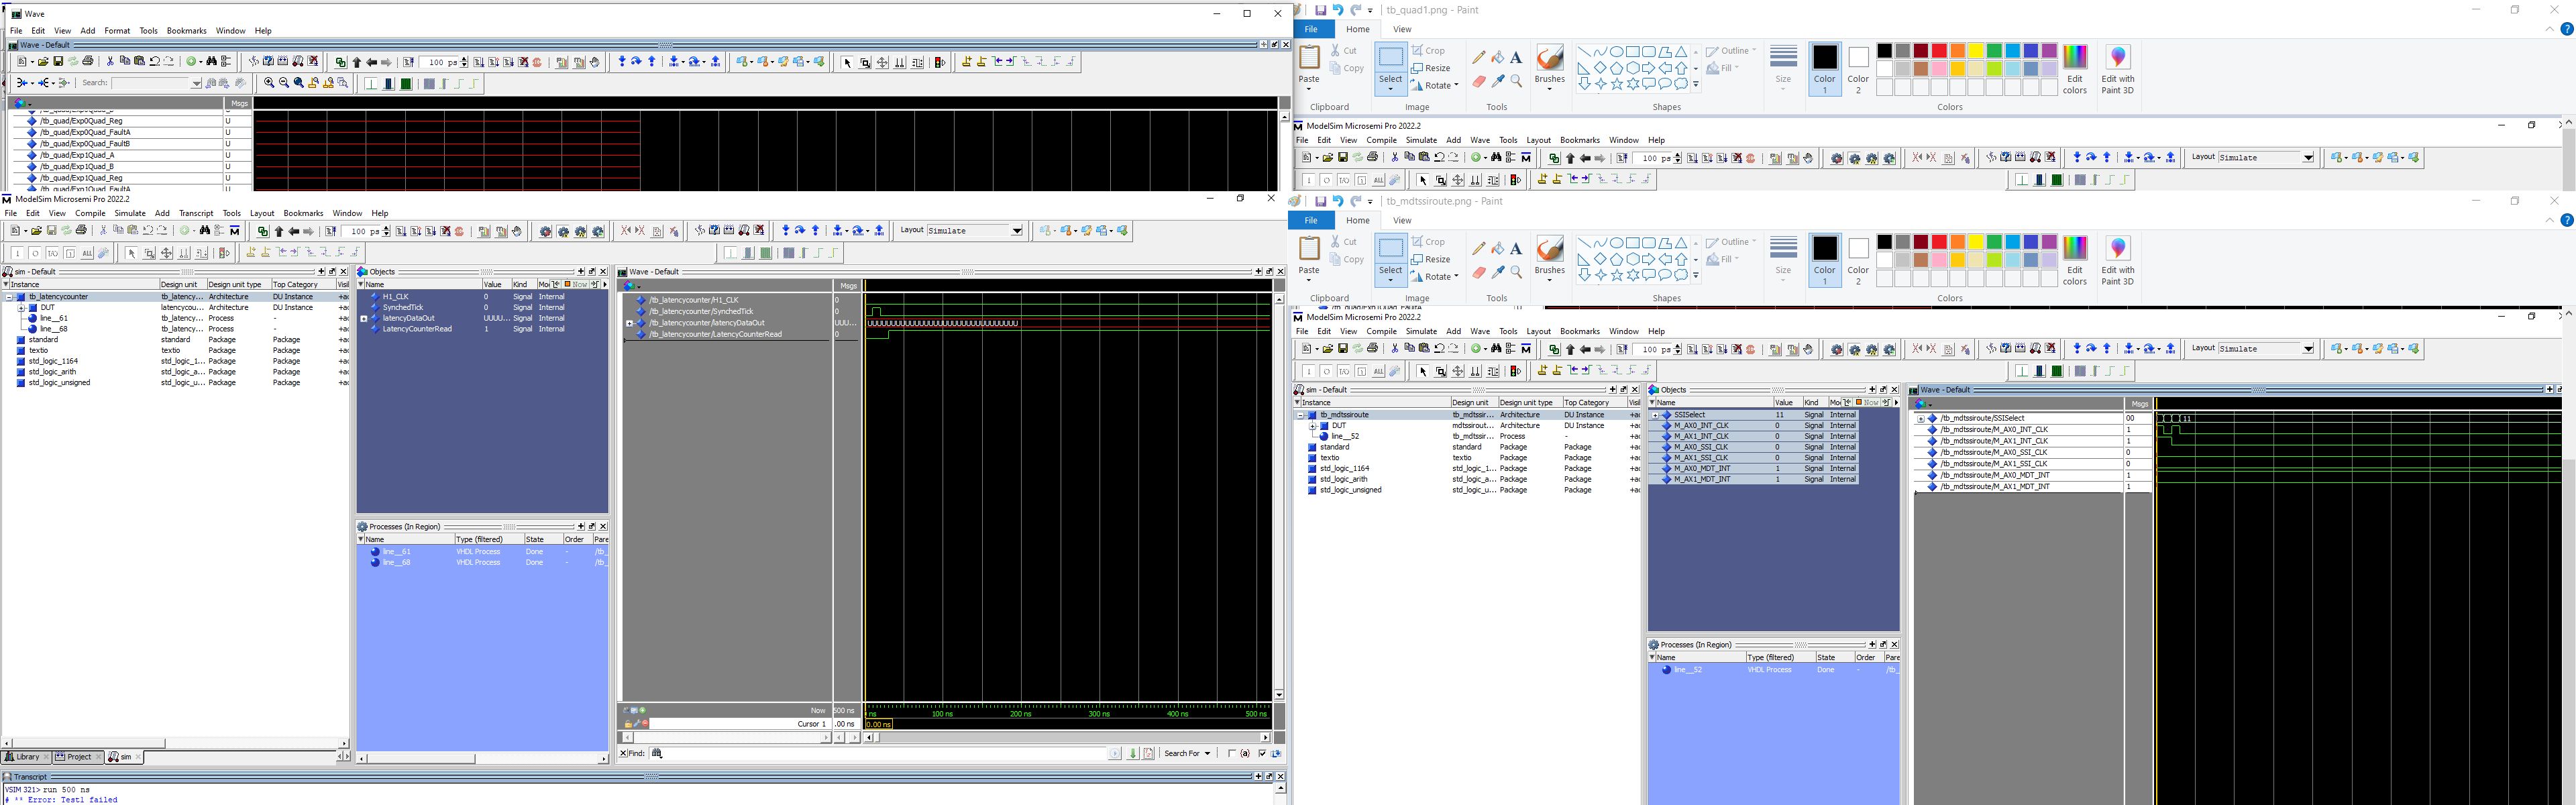 Wave
File Edit View Add Format Tools Bookmarks Window Help
Wave - Default
100 ps
Search:
Msgs
/tb_quad/Exp0Quad_Reg U
/tb_quad/Exp0Quad_FaultA U
/tb_quad/Exp0Quad_FaultB U
/tb_quad/Exp1Quad_A U
/tb_quad/Exp1Quad_B U
/tb_quad/Exp1Quad_Reg U
/tb_quad/Exp1Quad_FaultA U
ModelSim Microsemi Pro 2022.2
File Edit View Compile Simulate Add Transcript Tools Layout Bookmarks Window Help
100 ps
Layout Simulate
ALL
sim - Default
Instance Design unit Design unit type Top Category Visil
tb_latencycounter tb_latency... Architecture DU Instance +ac
DUT latencycou... Architecture DU Instance +ac
line__61 tb_latency... Process - +ac
line__68 tb_latency... Process - +ac
standard standard Package Package +ac
textio textio Package Package +ac
std_logic_1164 std_logic_1... Package Package +ac
std_logic_arith std_logic_a... Package Package +ac
std_logic_unsigned std_logic_u... Package Package +ac
Library Project sim
Objects
Name Value Kind Mode Now
H1_CLK 0 Signal Internal
SynchedTick 0 Signal Internal
latencyDataOut UUUU... Signal Internal
LatencyCounterRead 1 Signal Internal
Processes (In Region)
Name Type (filtered) State Order Pare
line__61 VHDL Process Done - /tb_
line__68 VHDL Process Done - /tb_
Wave - Default
Msgs
/tb_latencycounter/H1_CLK 0
/tb_latencycounter/SynchedTick 0
/tb_latencycounter/latencyDataOut UUU...
/tb_latencycounter/LatencyCounterRead 0
Now 500 ns
ns 100 ns 200 ns 300 ns 400 ns 500 ns
Cursor 1 .00 ns
0.00 ns
Find: Search For (a)
Transcript
VSIM 321> run 500 ns
# ** Error: Test1 failed
tb_quad1.png - Paint
File Home View
Paste Cut Copy Select Crop Resize Rotate Brushes Outline Fill Size Color 1 Color 2 Edit colors Edit with Paint 3D
Clipboard Image Tools Shapes Colors
ModelSim Microsemi Pro 2022.2
File Edit View Compile Simulate Add Wave Tools Layout Bookmarks Window Help
100 ps
Layout Simulate
ALL
tb_mdtssiroute.png - Paint
File Home View
Paste Cut Copy Select Crop Resize Rotate Brushes Outline Fill Size Color 1 Color 2 Edit colors Edit with Paint 3D
Clipboard Image Tools Shapes Colors
ModelSim Microsemi Pro 2022.2
File Edit View Compile Simulate Add Wave Tools Layout Bookmarks Window Help
100 ps
Layout Simulate
ALL
sim - Default
Instance Design unit Design unit type Top Category Visil
tb_mdtssiroute tb_mdtssir... Architecture DU Instance +ac
DUT mdtssirout... Architecture DU Instance +ac
line__52 tb_mdtssir... Process - +ac
standard standard Package Package +ac
textio textio Package Package +ac
std_logic_1164 std_logic_1... Package Package +ac
std_logic_arith std_logic_a... Package Package +ac
std_logic_unsigned std_logic_u... Package Package +ac
Objects
Name Value Kind Mode Now
SSISelect 11 Signal Internal
M_AX0_INT_CLK 0 Signal Internal
M_AX1_INT_CLK 0 Signal Internal
M_AX0_SSI_CLK 0 Signal Internal
M_AX1_SSI_CLK 0 Signal Internal
M_AX0_MDT_INT 1 Signal Internal
M_AX1_MDT_INT 1 Signal Internal
Processes (In Region)
Name Type (filtered) State Order Pare
line__52 VHDL Process Done - /tb_
Wave - Default
Msgs
/tb_mdtssiroute/SSISelect 00 11
/tb_mdtssiroute/M_AX0_INT_CLK 1
/tb_mdtssiroute/M_AX1_INT_CLK 1
/tb_mdtssiroute/M_AX0_SSI_CLK 0
/tb_mdtssiroute/M_AX1_SSI_CLK 0
/tb_mdtssiroute/M_AX0_MDT_INT 1
/tb_mdtssiroute/M_AX1_MDT_INT 1